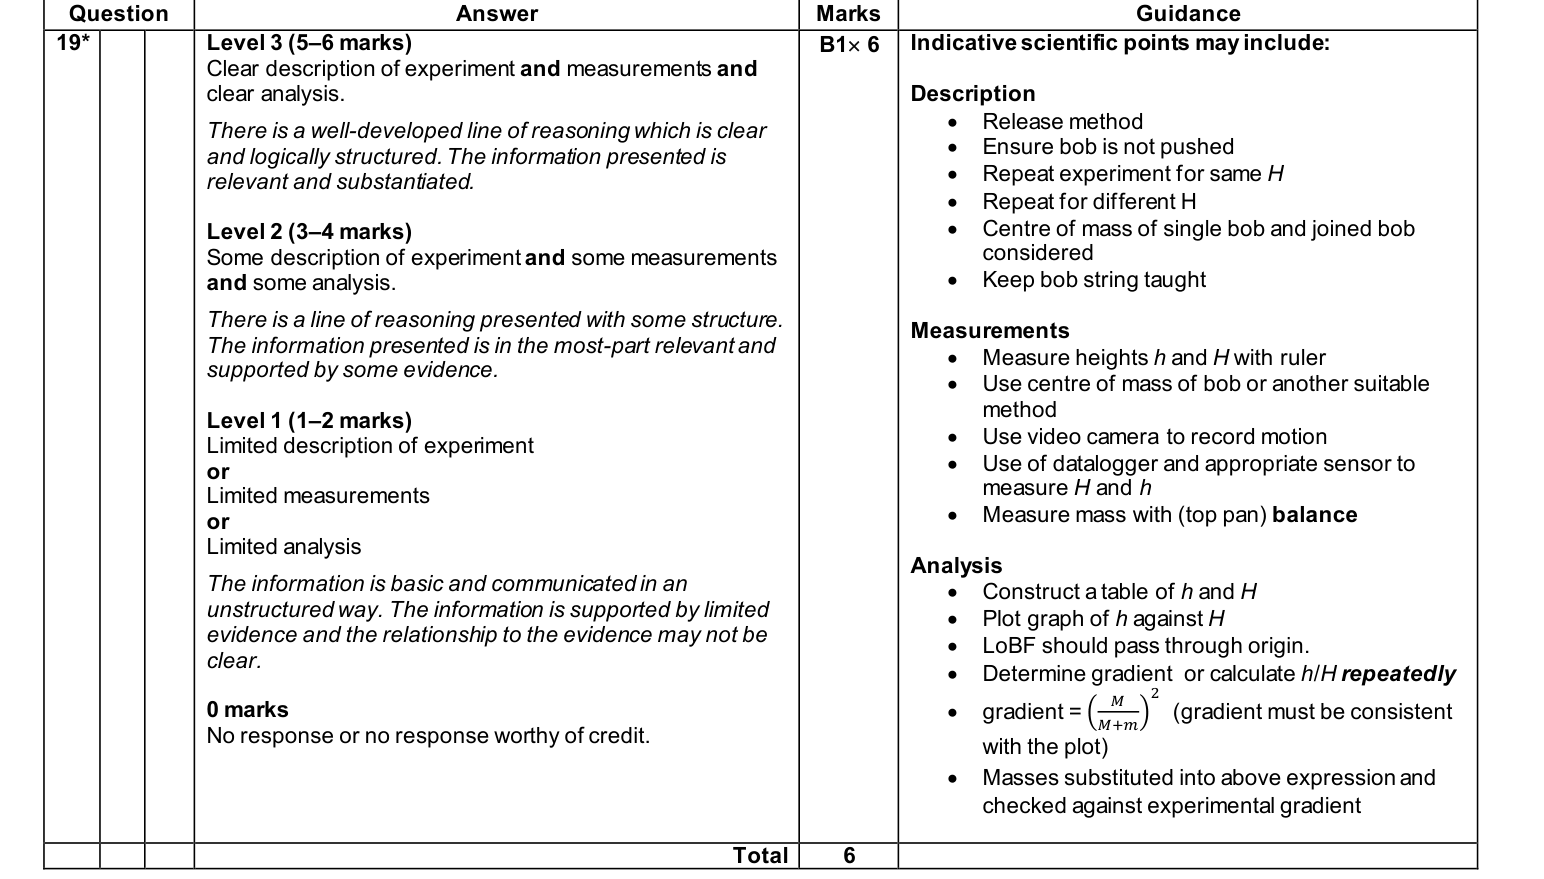 Question Answer Marks Guidance
19*
Level 3 (5–6 marks)
Clear description of experiment and measurements and
clear analysis.
There is a well-developed line of reasoning which is clear
and logically structured. The information presented is
relevant and substantiated.
Level 2 (3–4 marks)
Some description of experiment and some measurements
and some analysis.
There is a line of reasoning presented with some structure.
The information presented is in the most-part relevant and
supported by some evidence.
Level 1 (1–2 marks)
Limited description of experiment
or
Limited measurements
or
Limited analysis
The information is basic and communicated in an
unstructured way. The information is supported by limited
evidence and the relationship to the evidence may not be
clear.
0 marks
No response or no response worthy of credit.
B1× 6
Indicative scientific points may include:
Description
• Release method
• Ensure bob is not pushed
• Repeat experiment for same H
• Repeat for different H
• Centre of mass of single bob and joined bob
considered
• Keep bob string taught
Measurements
• Measure heights h and H with ruler
• Use centre of mass of bob or another suitable
method
• Use video camera to record motion
• Use of datalogger and appropriate sensor to
measure H and h
• Measure mass with (top pan) balance
Analysis
• Construct a table of h and H
• Plot graph of h against H
• LoBF should pass through origin.
• Determine gradient or calculate h/H repeatedly
• gradient = (M/(M+m))² (gradient must be consistent
with the plot)
• Masses substituted into above expression and
checked against experimental gradient
Total 6